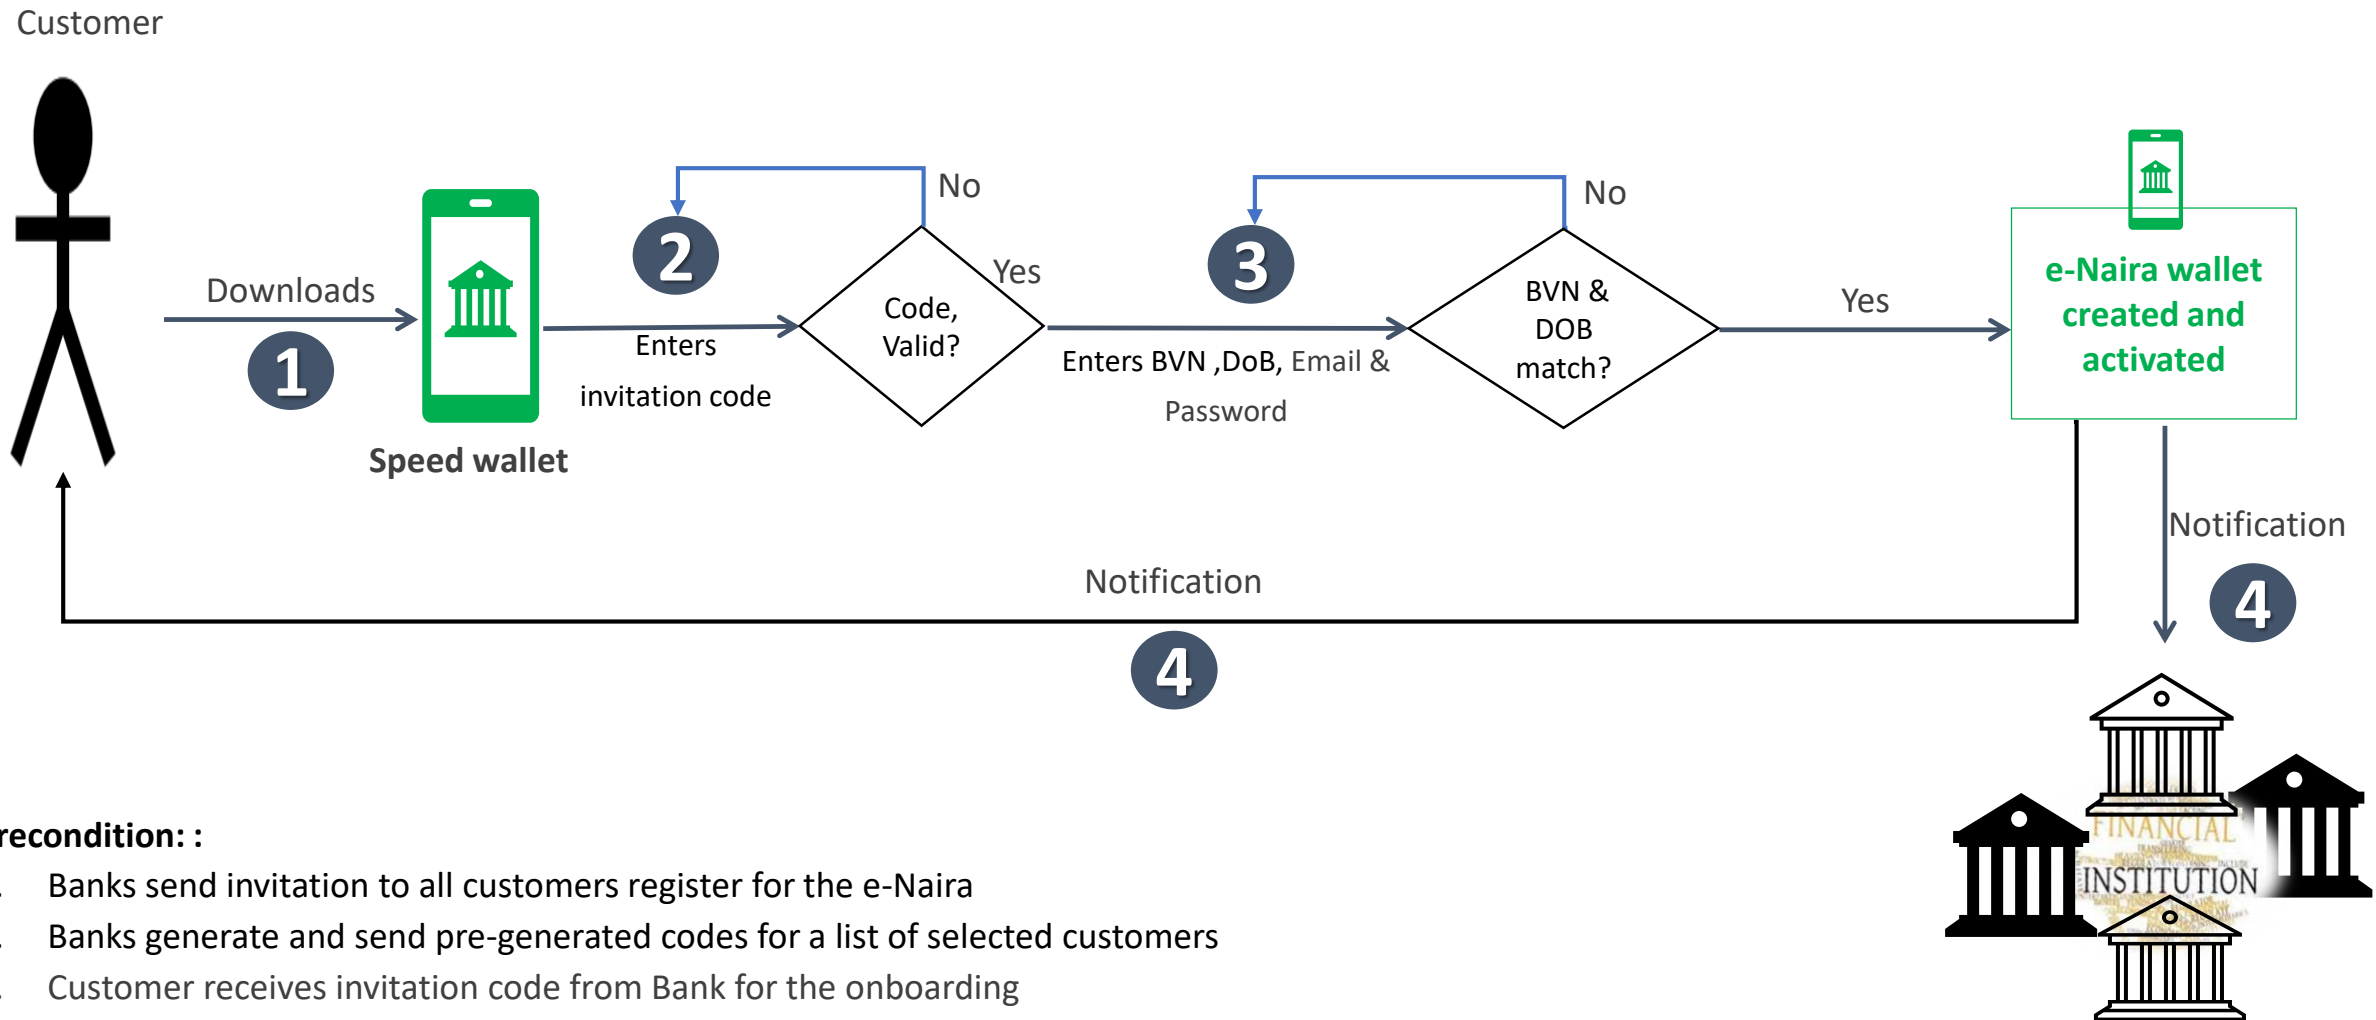 Customer
Downloads
1
Speed wallet
2
No
Enters
invitation code
Code,
Valid?
Yes
3
Enters BVN ,DoB, Email &
Password
No
BVN &
DOB
match?
Yes
e-Naira wallet
created and
activated
Notification
4
Notification
4
FINANCIAL
INSTITUTION
recondition: :
. Banks send invitation to all customers register for the e-Naira
. Banks generate and send pre-generated codes for a list of selected customers
. Customer receives invitation code from Bank for the onboarding